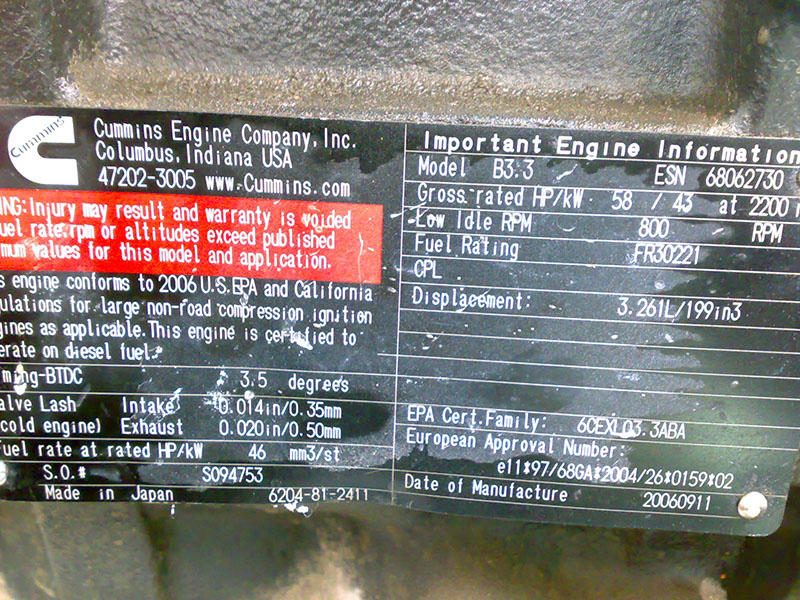 Cummins
Cummins Engine Company, Inc.
Columbus, Indiana USA
47202-3005 www.Cummins.com
ING: Injury may result and warranty is voided
uel rate, rpm or altitudes exceed published
mum values for this model and application.
s engine conforms to 2006 U.S. EPA and California
gulations for large non-road compression ignition
gines as applicable. This engine is certified to
erate on diesel fuel.
ming-BTDC 3.5 degrees
alve Lash Intake 0.014in/0.35mm
cold engine) Exhaust 0.020in/0.50mm
Fuel rate at rated HP/kW 46 mm3/st
S.O.# S094753
Made in Japan 6204-81-2411
Important Engine Information
Model B3.3 ESN 68062730
Gross rated HP/kW 58 / 43 at 2200
Low Idle RPM 800 RPM
Fuel Rating FR30221
CPL
Displacement: 3.261L/199in3
EPA Cert.Family: 6CEXL03.3ABA
European Approval Number:
e11*97/68GA*2004/26*0159*02
Date of Manufacture 20060911